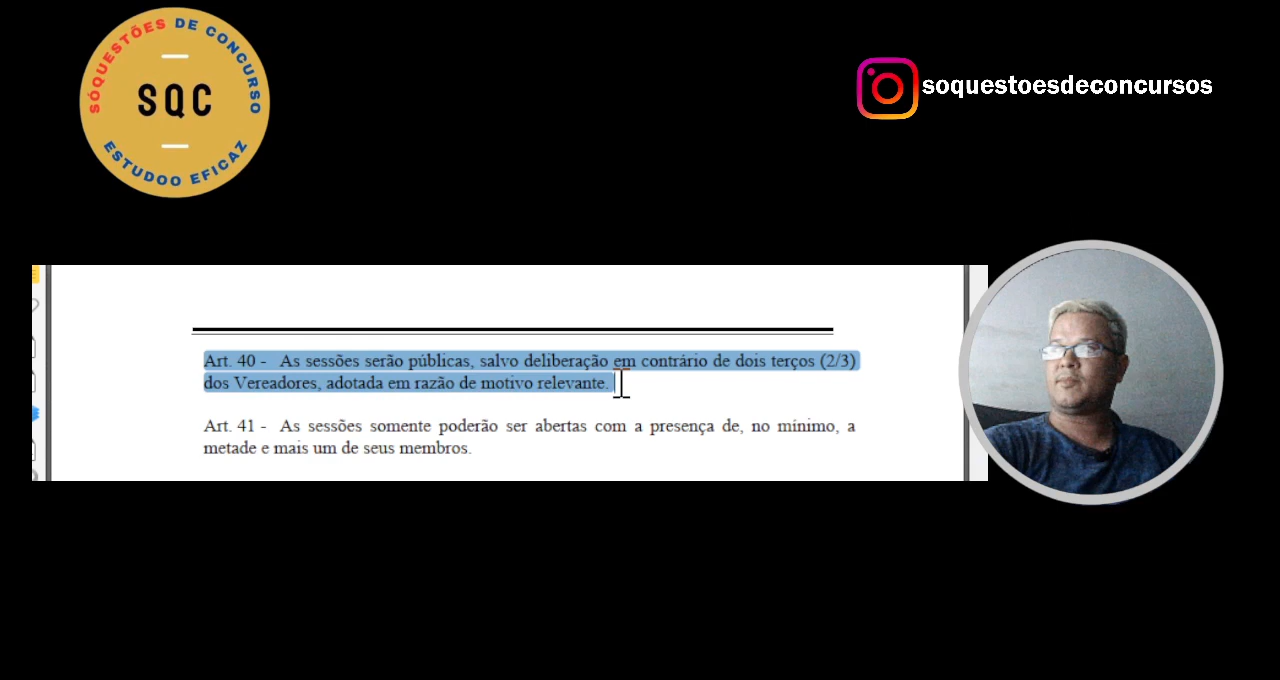 SÓQUESTÕES DE CONCURSO
SQC
ESTUDOO EFICAZ
soquestoesdeconcursos
Art. 40 - As sessões serão públicas, salvo deliberação em contrário de dois terços (2/3)
dos Vereadores, adotada em razão de motivo relevante.
Art. 41 - As sessões somente poderão ser abertas com a presença de, no mínimo, a
metade e mais um de seus membros.